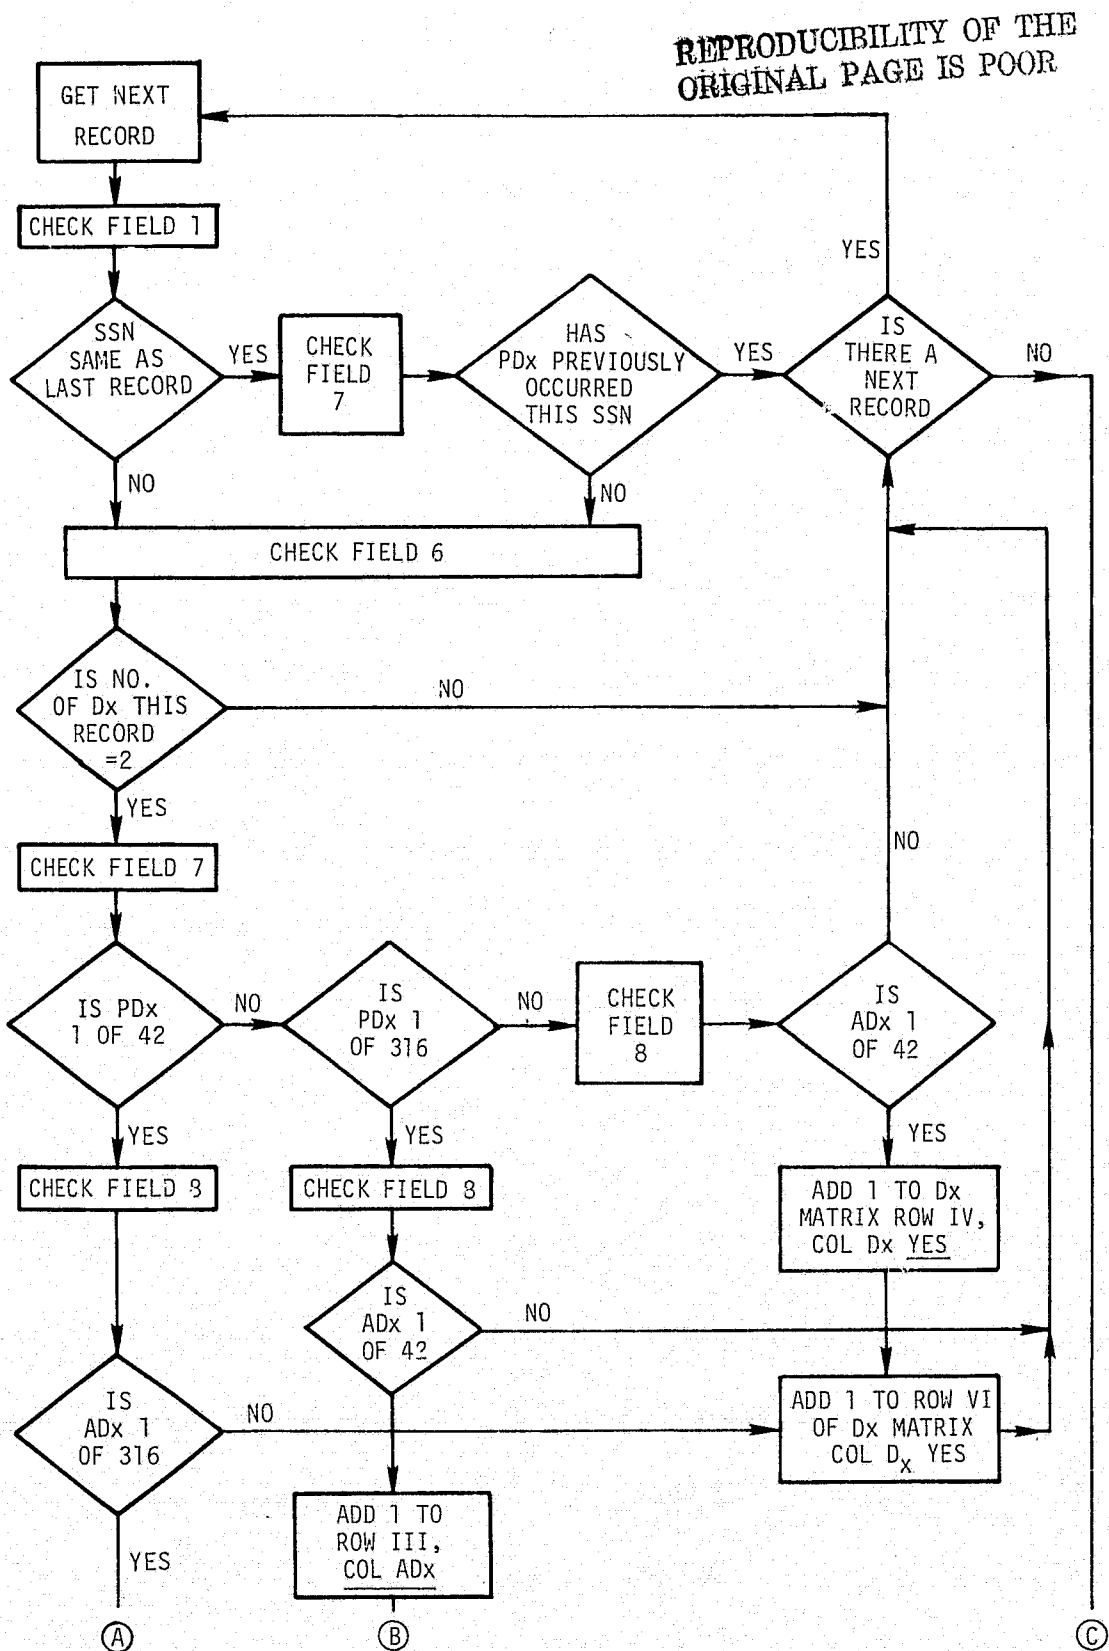 REPRODUCIBILITY OF THE
ORIGINAL PAGE IS POOR
GET NEXT
RECORD
CHECK FIELD 1
YES
SSN
SAME AS
LAST RECORD
YES
CHECK
FIELD
7
HAS
PDx PREVIOUSLY
OCCURRED
THIS SSN
YES
IS
THERE A
NEXT
RECORD
NO
NO
NO
CHECK FIELD 6
IS NO.
OF Dx THIS
RECORD
=2
NO
YES
CHECK FIELD 7
NO
IS PDx
1 OF 42
NO
IS
PDx 1
OF 316
NO
CHECK
FIELD
8
IS
ADx 1
OF 42
YES
YES
YES
CHECK FIELD 8
CHECK FIELD 8
ADD 1 TO Dx
MATRIX ROW IV,
COL Dx YES
IS
ADx 1
OF 42
NO
IS
ADx 1
OF 316
NO
ADD 1 TO ROW VI
OF Dx MATRIX
COL Dx YES
YES
ADD 1 TO
ROW III,
COL ADx
A
B
C